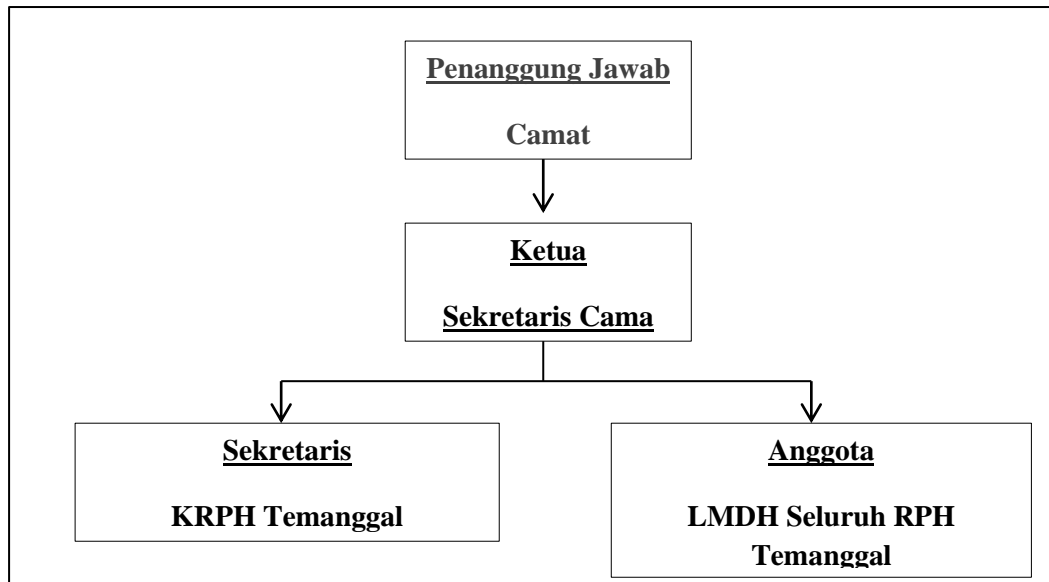 Penanggung Jawab
Camat
Ketua
Sekretaris Cama
Sekretaris
KRPH Temanggal
Anggota
LMDH Seluruh RPH
Temanggal